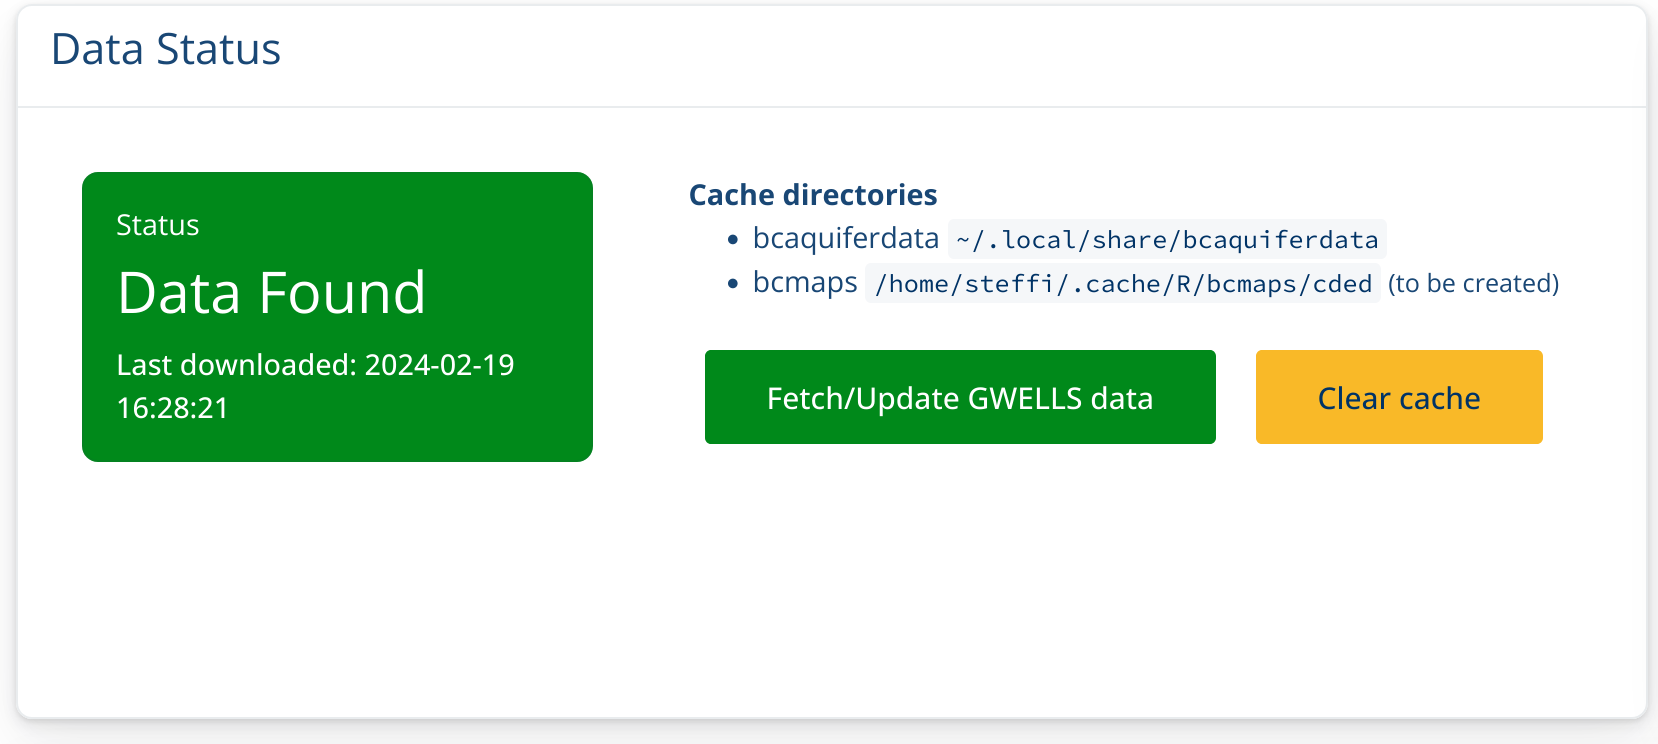 Data Status
Status
Data Found
Last downloaded: 2024-02-19
16:28:21
Cache directories
• bcaquiferdata ~/.local/share/bcaquiferdata
• bcmaps /home/steffi/.cache/R/bcmaps/cded (to be created)
Fetch/Update GWELLS data
Clear cache